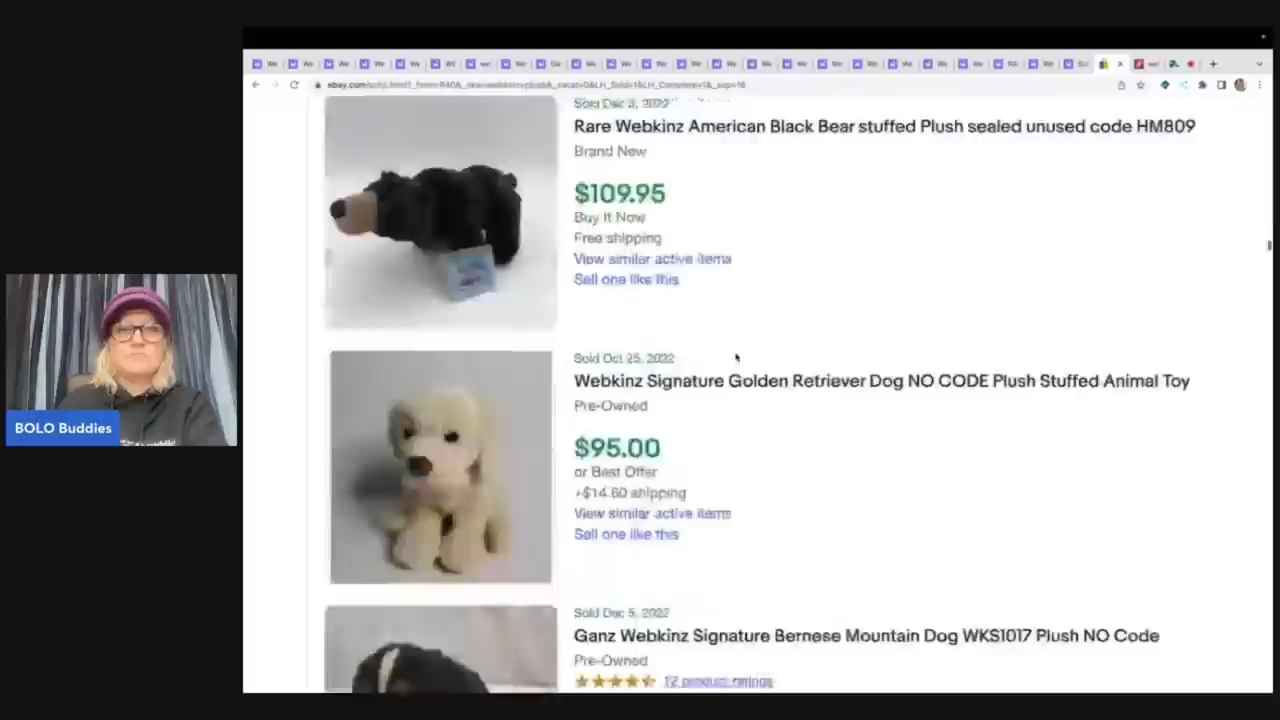 Sold Dec 3, 2022
Rare Webkinz American Black Bear stuffed Plush sealed unused code HM809
Brand New
$109.95
Buy It Now
Free shipping
View similar active items
Sell one like this
Sold Oct 25, 2022
Webkinz Signature Golden Retriever Dog NO CODE Plush Stuffed Animal Toy
Pre-Owned
$95.00
or Best Offer
+$14.60 shipping
View similar active items
Sell one like this
BOLO Buddies
Sold Dec 5, 2022
Ganz Webkinz Signature Bernese Mountain Dog WKS1017 Plush NO Code
Pre-Owned
12 product ratings